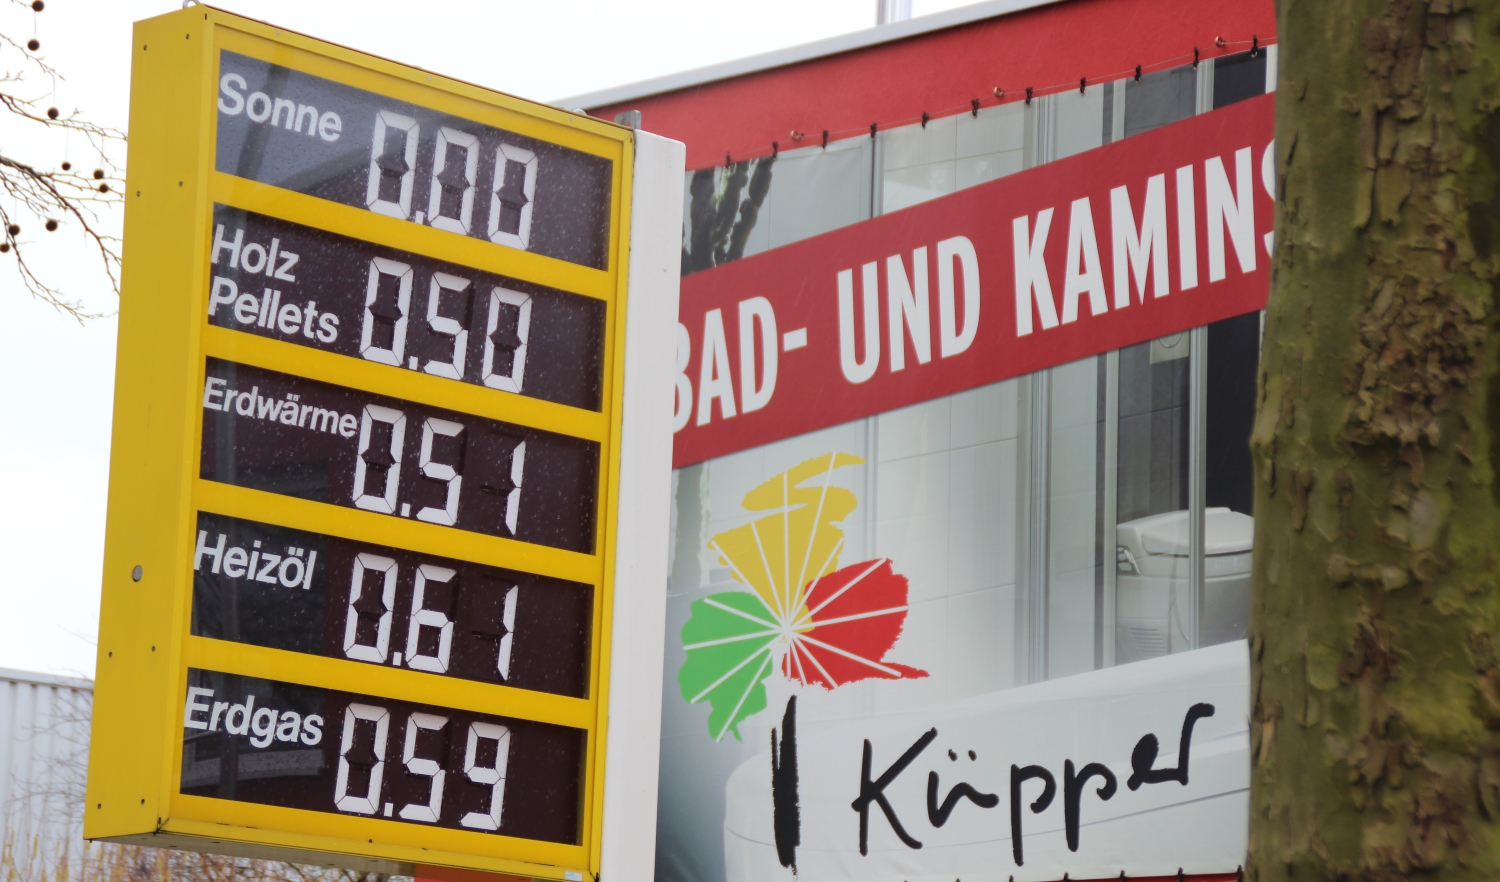 Sonne 0.00
Holz
Pellets 0.50
Erdwärme 0.51
Heizöl 0.61
Erdgas 0.59
BAD- UND KAMINS
Küpper